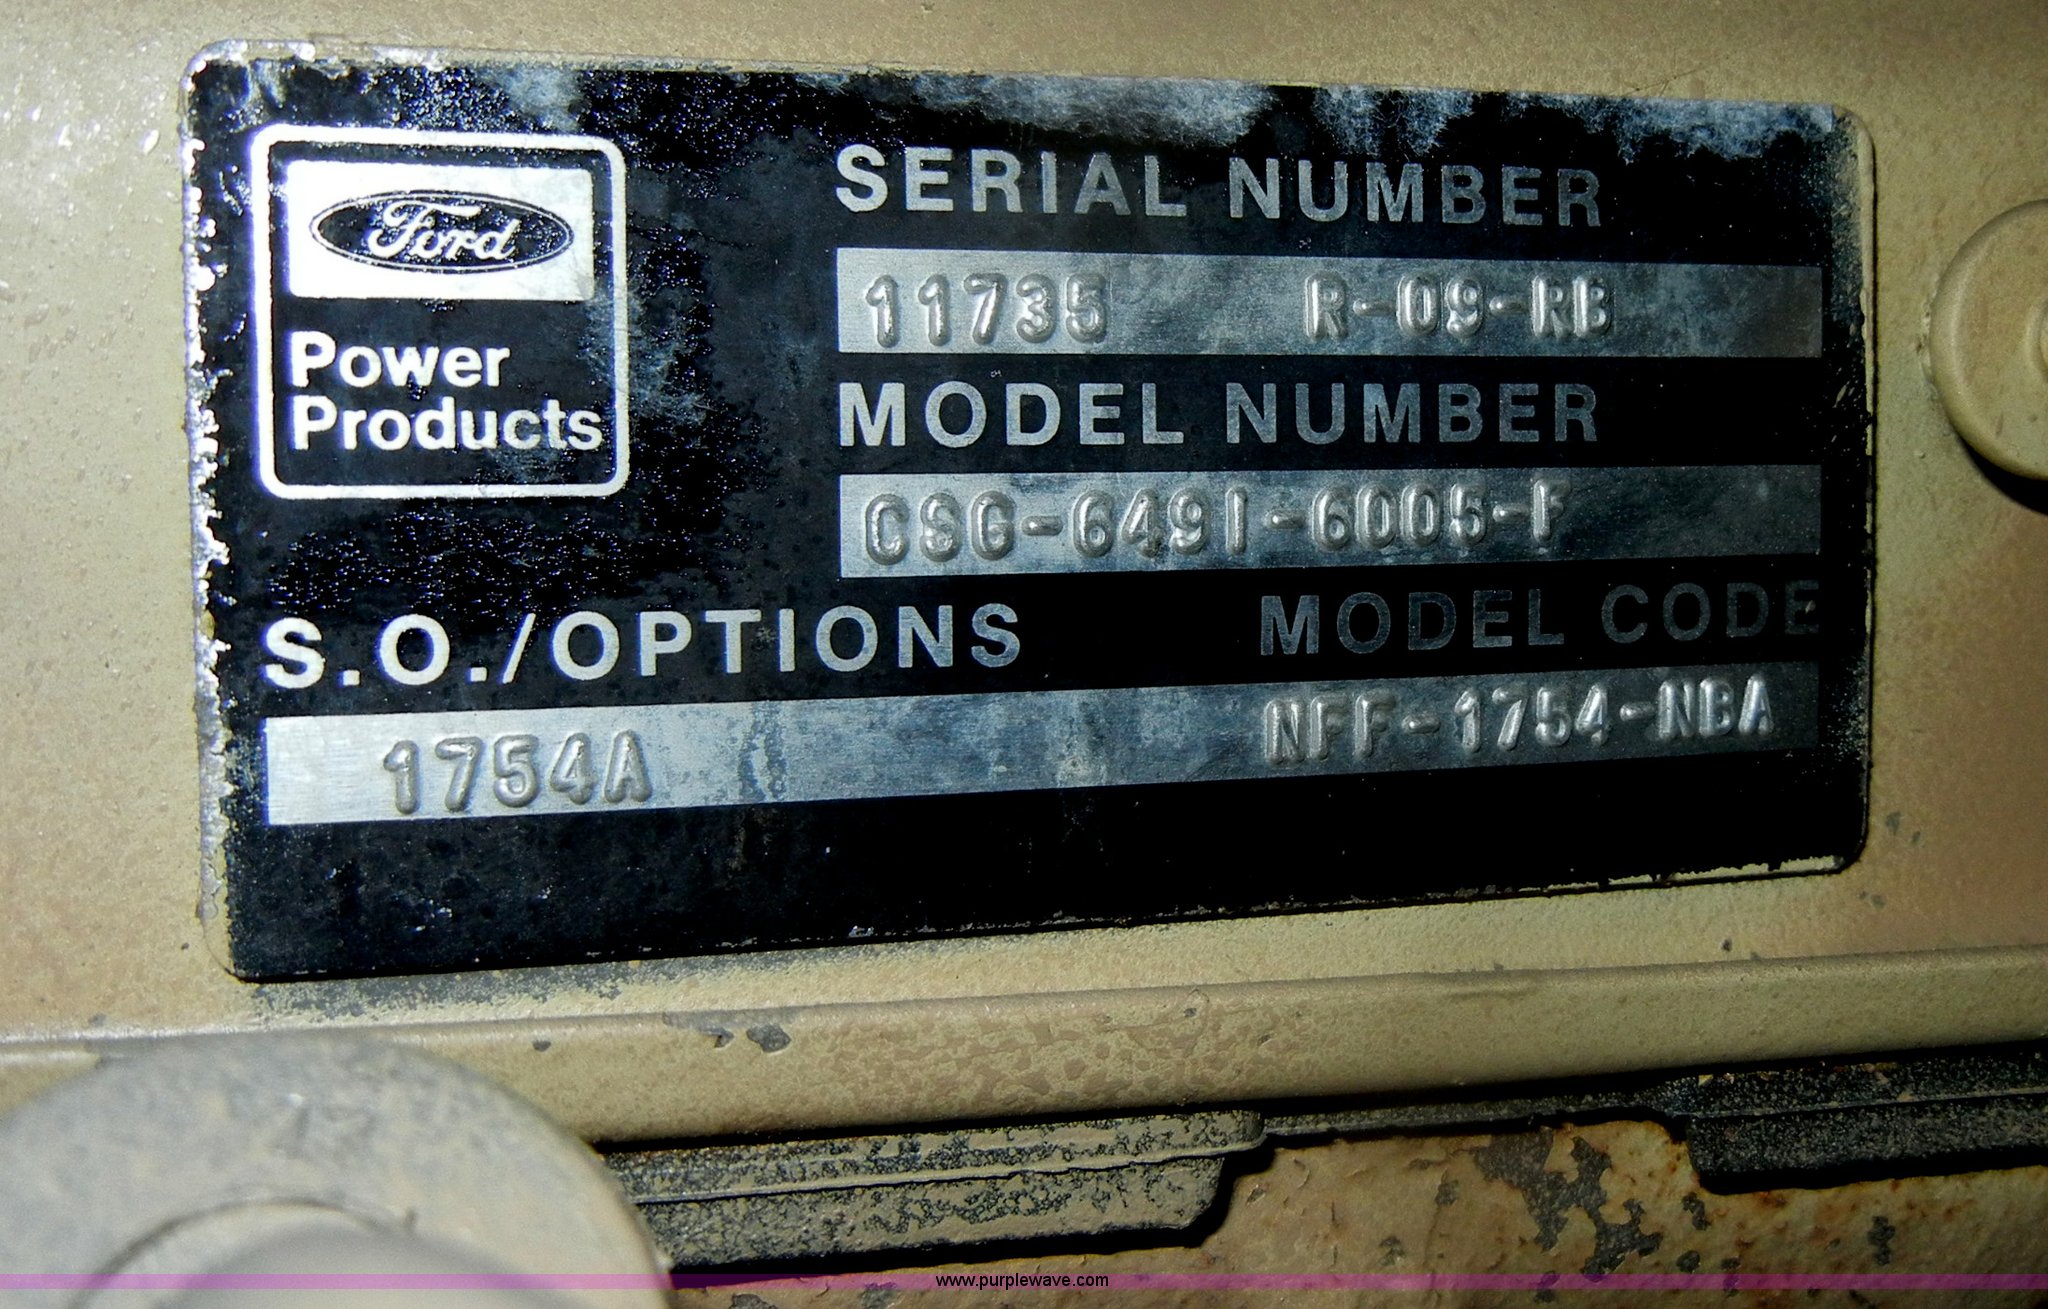 Ford
Power
Products
SERIAL NUMBER
11735 R-09-RB
MODEL NUMBER
CSG-649I-6005-F
S.O./OPTIONS MODEL CODE
1754A NFF-1754-NBA
www.purplewave.com